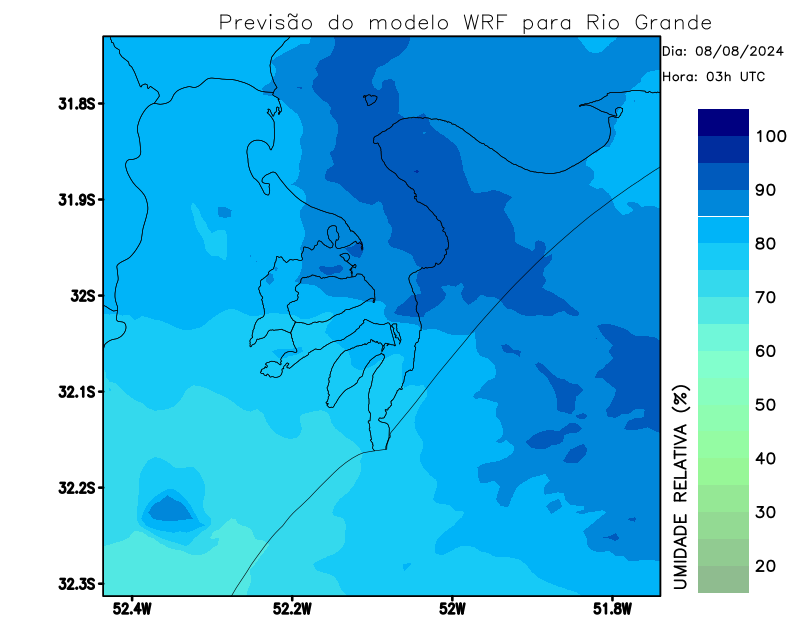 Previsão do modelo WRF para Rio Grande
Dia: 08/08/2024
Hora: 03h UTC
31.8S
31.9S
32S
32.1S
32.2S
32.3S
52.4W
52.2W
52W
51.8W
100
90
80
70
60
50
40
30
20
UMIDADE RELATIVA (%)